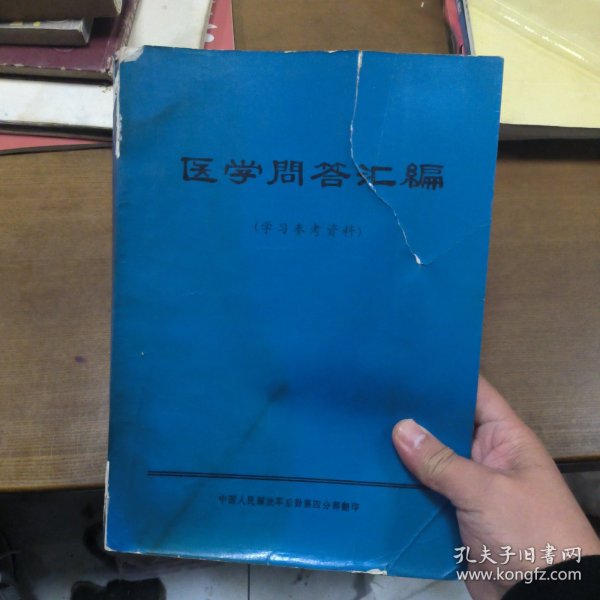 医学問答汇編
(学习参考资料)
中国人民解放军后勤第四分部翻印
孔夫子旧书网
www.kongfz.com